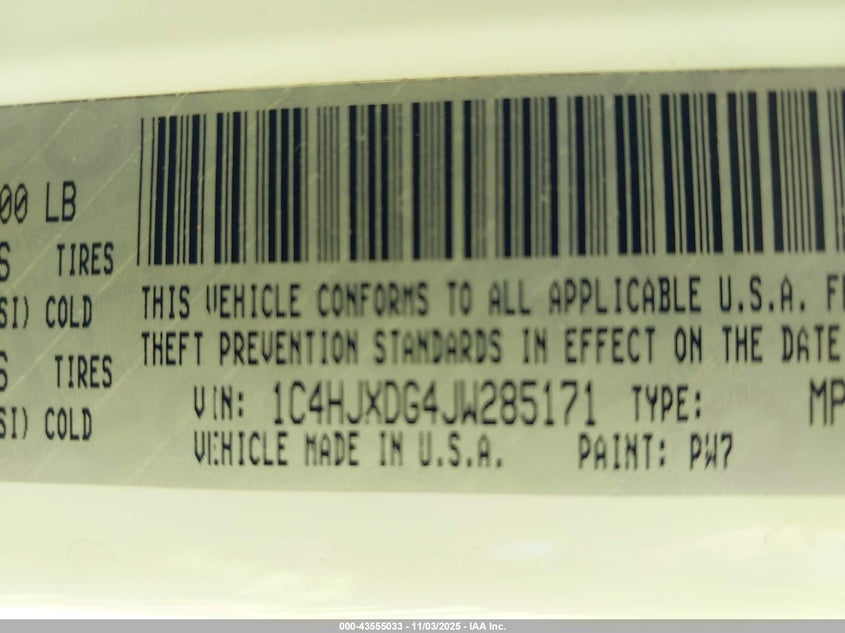 00 LB
S TIRES
SI) COLD
S TIRES
SI) COLD
THIS VEHICLE CONFORMS TO ALL APPLICABLE U.S.A. F
THEFT PREVENTION STANDARDS IN EFFECT ON THE DATE
VIN: 1C4HJXDG4JW285171 TYPE: MP
VEHICLE MADE IN U.S.A. PAINT: PW7
000-43555033 - 11/03/2025 - IAA Inc.